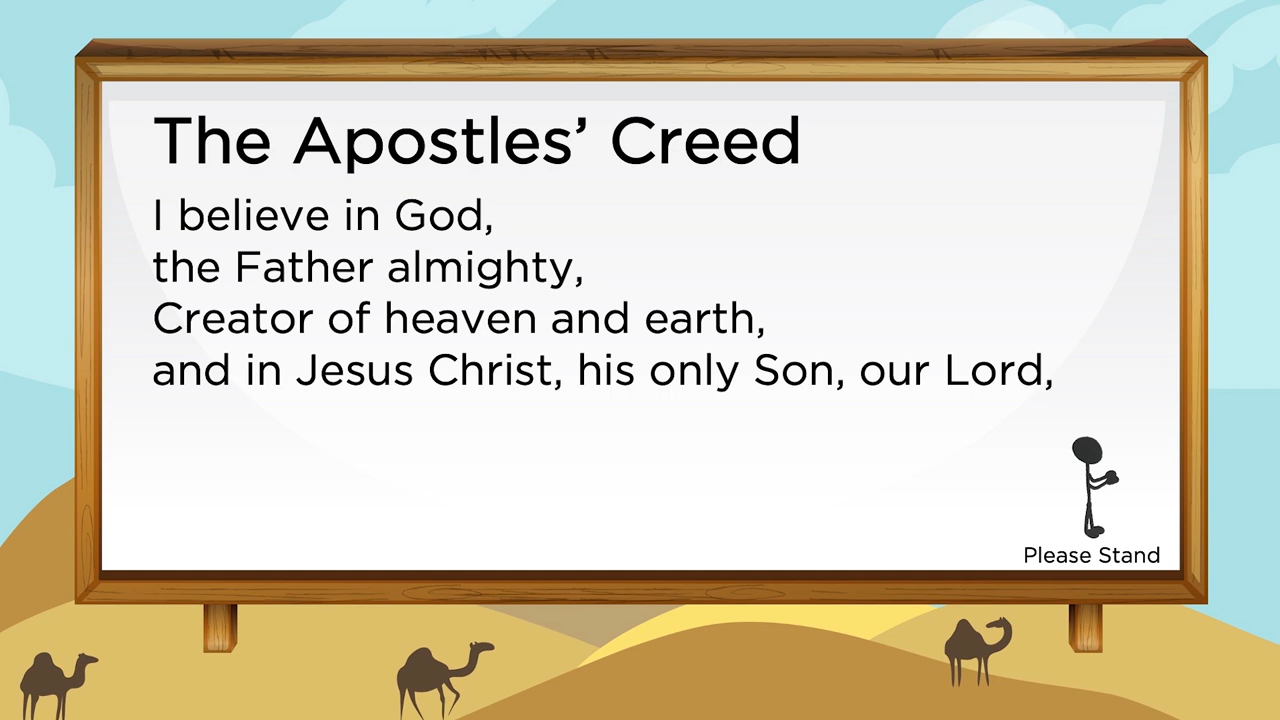 The Apostles’ Creed
I believe in God,
the Father almighty,
Creator of heaven and earth,
and in Jesus Christ, his only Son, our Lord,
Please Stand